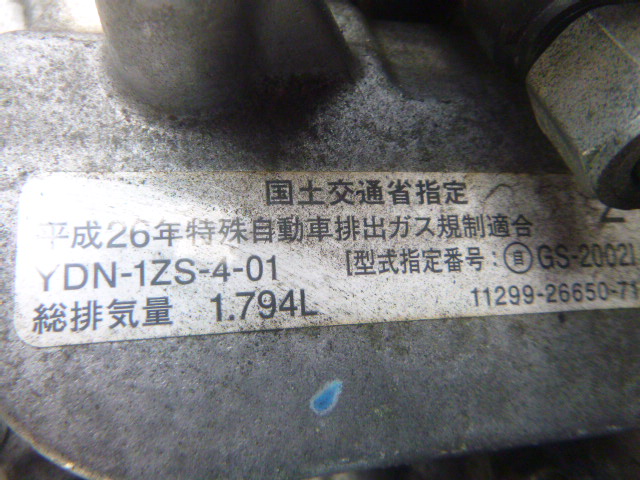 国土交通省指定
平成26年特殊自動車排出ガス規制適合
YDN-1ZS-4-01 [型式指定番号:㊀GS-2002]
総排気量 1.794L 11299-26650-71